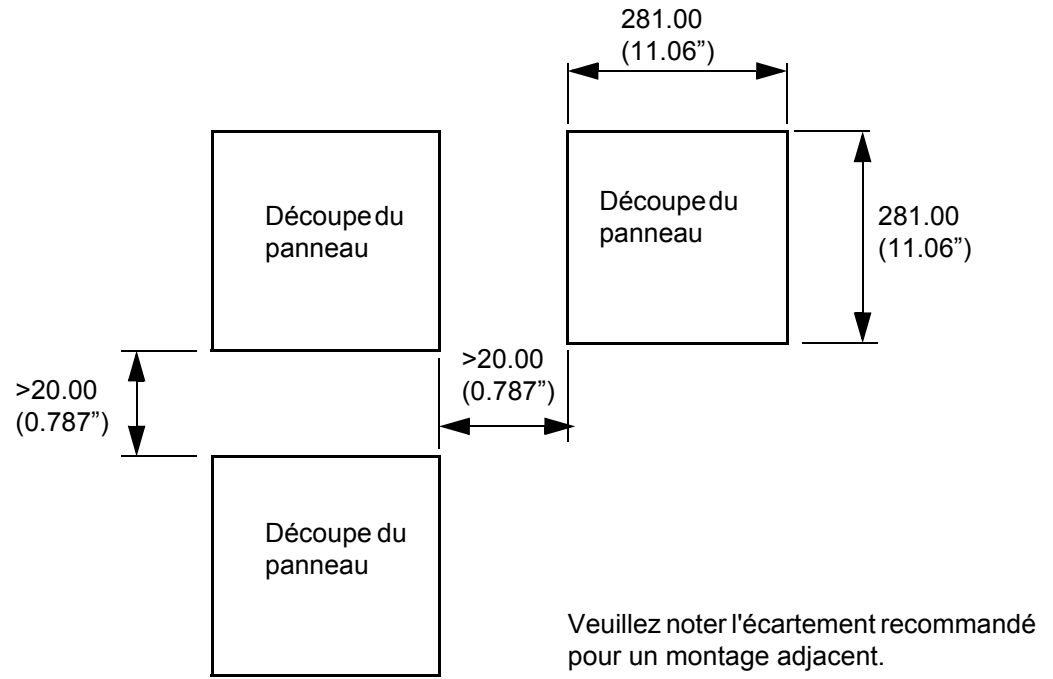 281.00
(11.06”)
Découpe du
panneau
Découpe du
panneau
281.00
(11.06”)
>20.00
(0.787”)
>20.00
(0.787”)
Découpe du
panneau
Veuillez noter l'écartement recommandé
pour un montage adjacent.